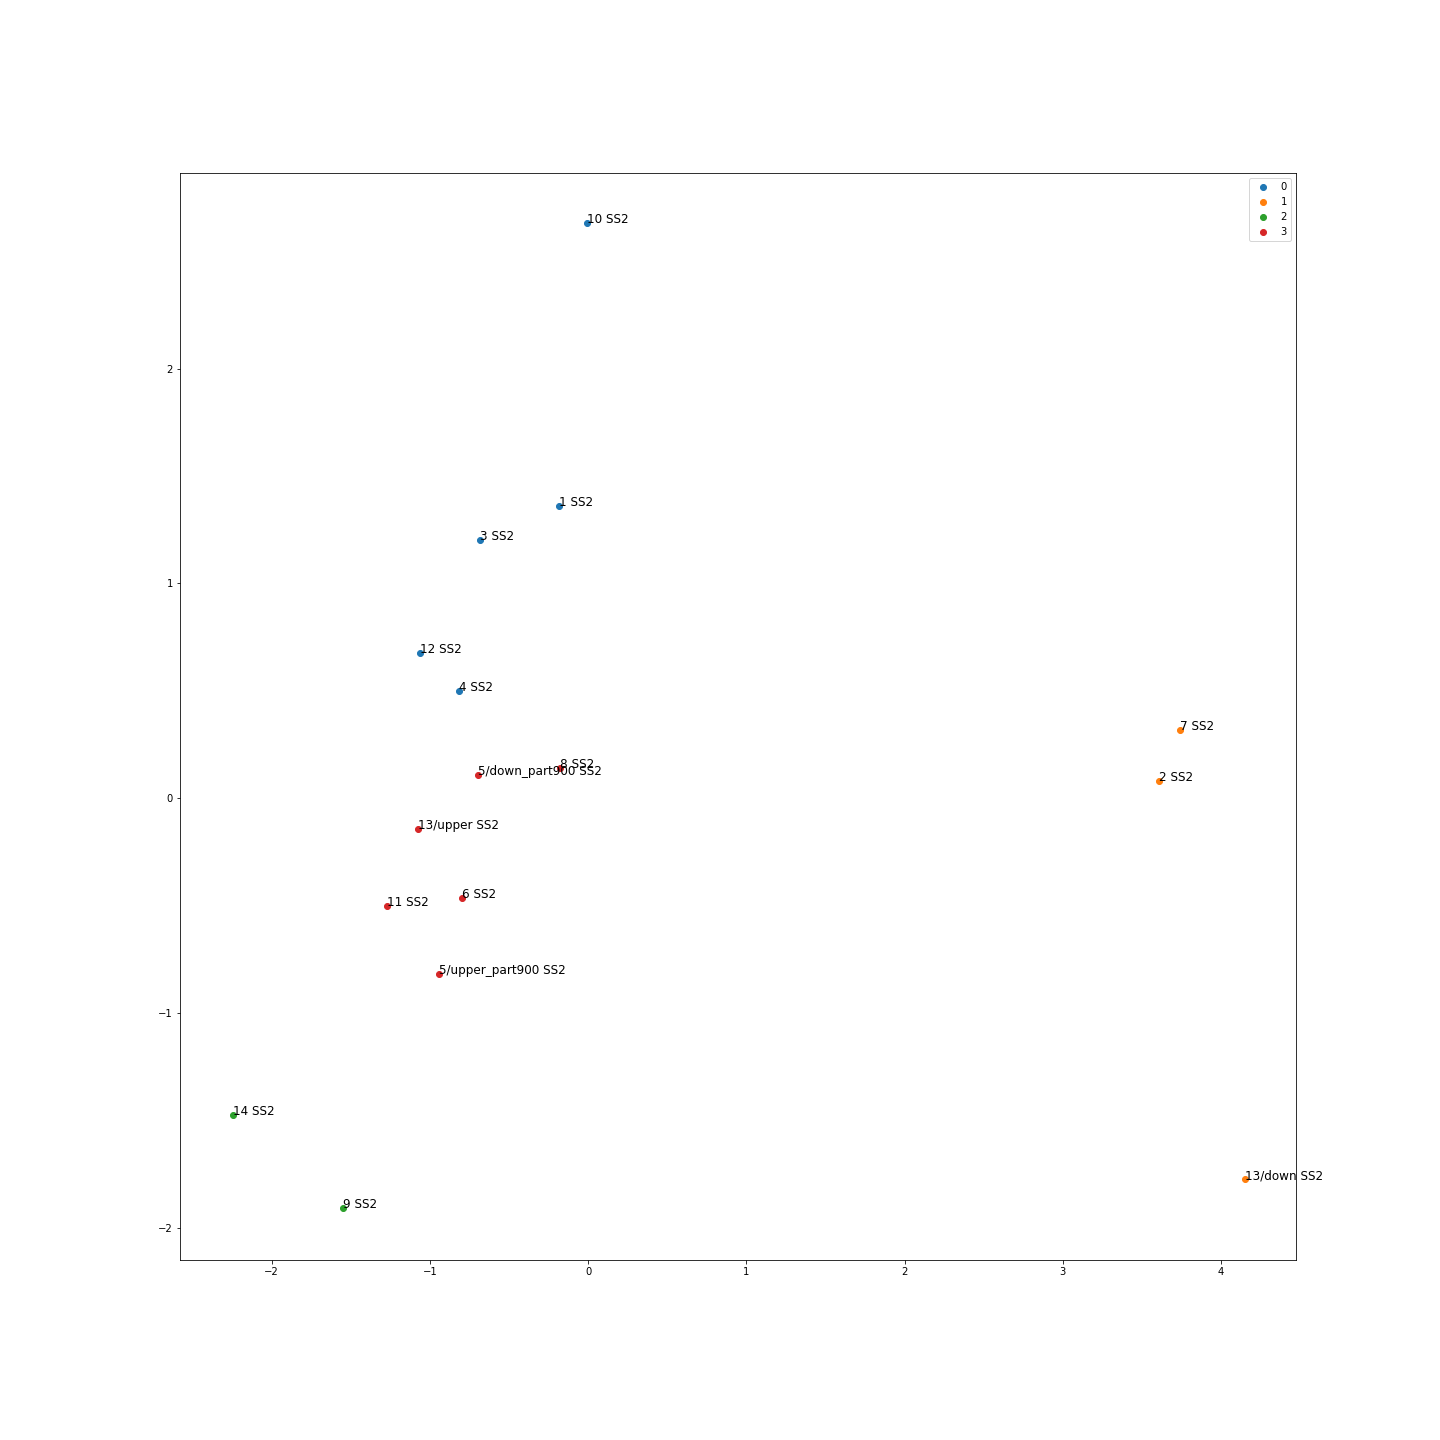 0
1
2
3
10 SS2
2
1 SS2
3 SS2
1
12 SS2
4 SS2
7 SS2
8 SS2
5/down_part900 SS2
2 SS2
0
13/upper SS2
6 SS2
11 SS2
5/upper_part900 SS2
−1
14 SS2
13/down SS2
9 SS2
−2
−2 −1 0 1 2 3 4